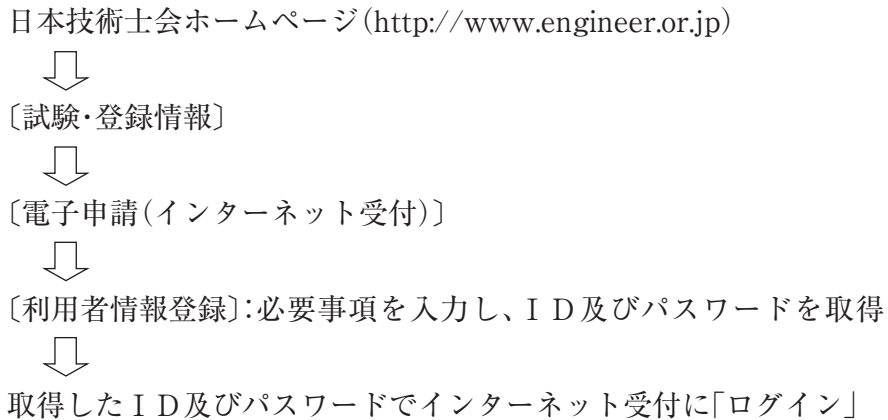 日本技術士会ホームページ(http://www.engineer.or.jp)
〔試験・登録情報〕
〔電子申請(インターネット受付)〕
〔利用者情報登録〕:必要事項を入力し、ＩＤ及びパスワードを取得
取得したＩＤ及びパスワードでインターネット受付に「ログイン」